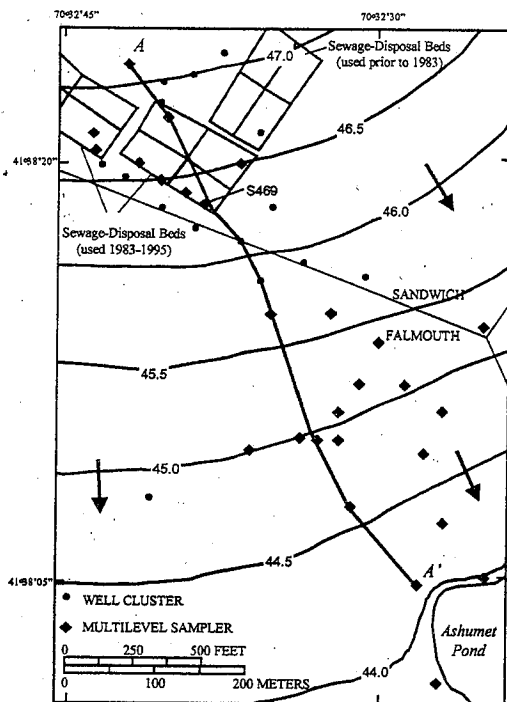 70°32'45"
70°32'30"
A
47.0
Sewage-Disposal Beds
(used prior to 1983)
46.5
41°38'20"
S469
46.0
Sewage-Disposal Beds
(used 1983-1995)
SANDWICH
FALMOUTH
45.5
45.0
44.5
41°38'05"
A'
WELL CLUSTER
MULTILEVEL SAMPLER
Ashumet
Pond
0 250 500 FEET
0 100 200 METERS
44.0